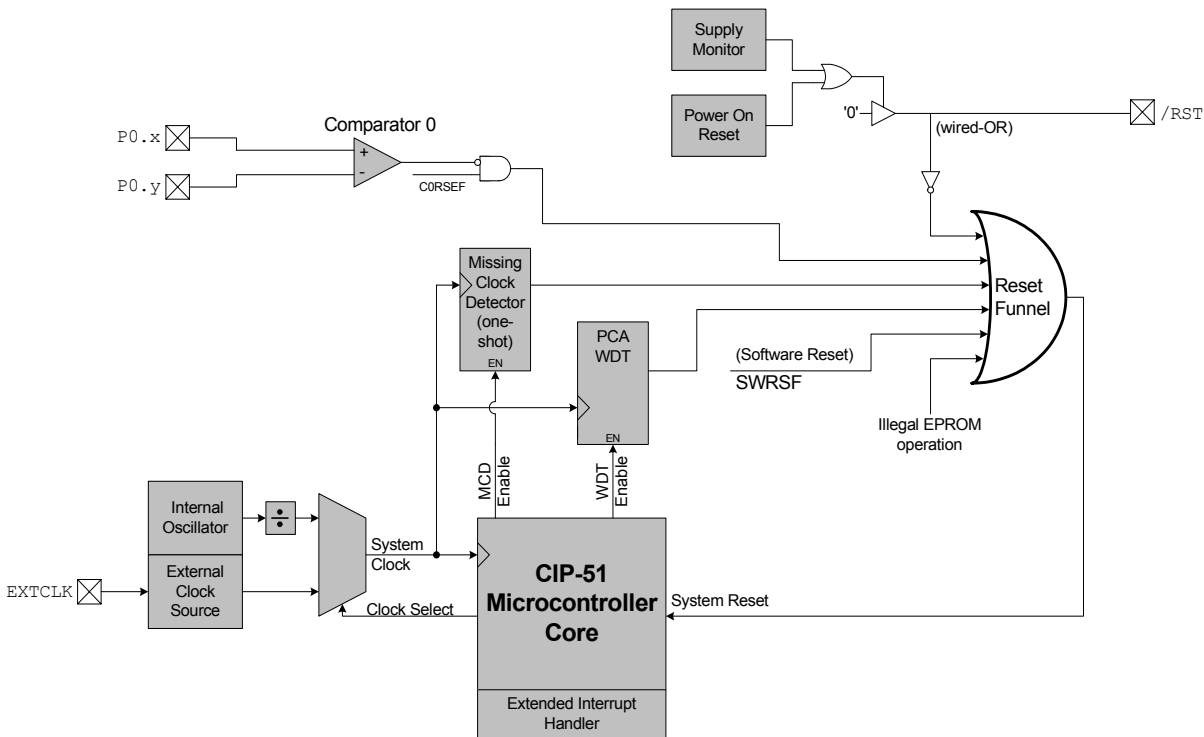 Supply
Monitor
Power On
Reset
'0'
(wired-OR)
/RST
Comparator 0
P0.x
P0.y
+
-
C0RSEF
Missing
Clock
Detector
(one-
shot)
EN
PCA
WDT
EN
(Software Reset)
SWRSF
Reset
Funnel
Illegal EPROM
operation
MCD
Enable
WDT
Enable
Internal
Oscillator
÷
External
Clock
Source
EXTCLK
System
Clock
Clock Select
CIP-51
Microcontroller
Core
System Reset
Extended Interrupt
Handler